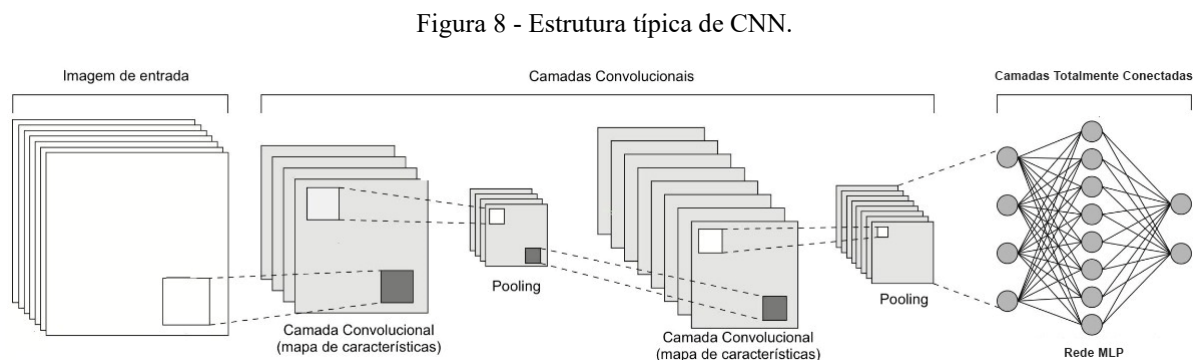 Figura 8 - Estrutura típica de CNN.
Imagem de entrada
Camadas Convolucionais
Camadas Totalmente Conectadas
Pooling
Camada Convolucional
(mapa de características)
Camada Convolucional
(mapa de características)
Pooling
Rede MLP